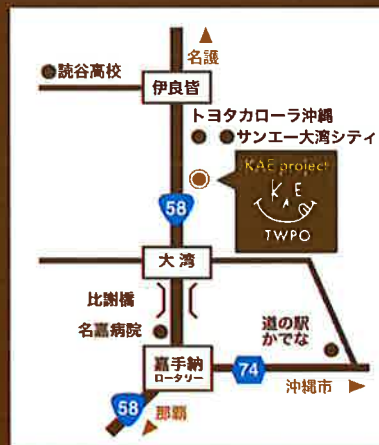 名護
読谷高校
伊良皆
トヨタカローラ沖縄
サンエー大湾シティ
KAE project
KAE
TWPO
58
大湾
比謝橋
名嘉病院
道の駅
かでな
嘉手納
ロータリー
74
沖縄市
58
那覇